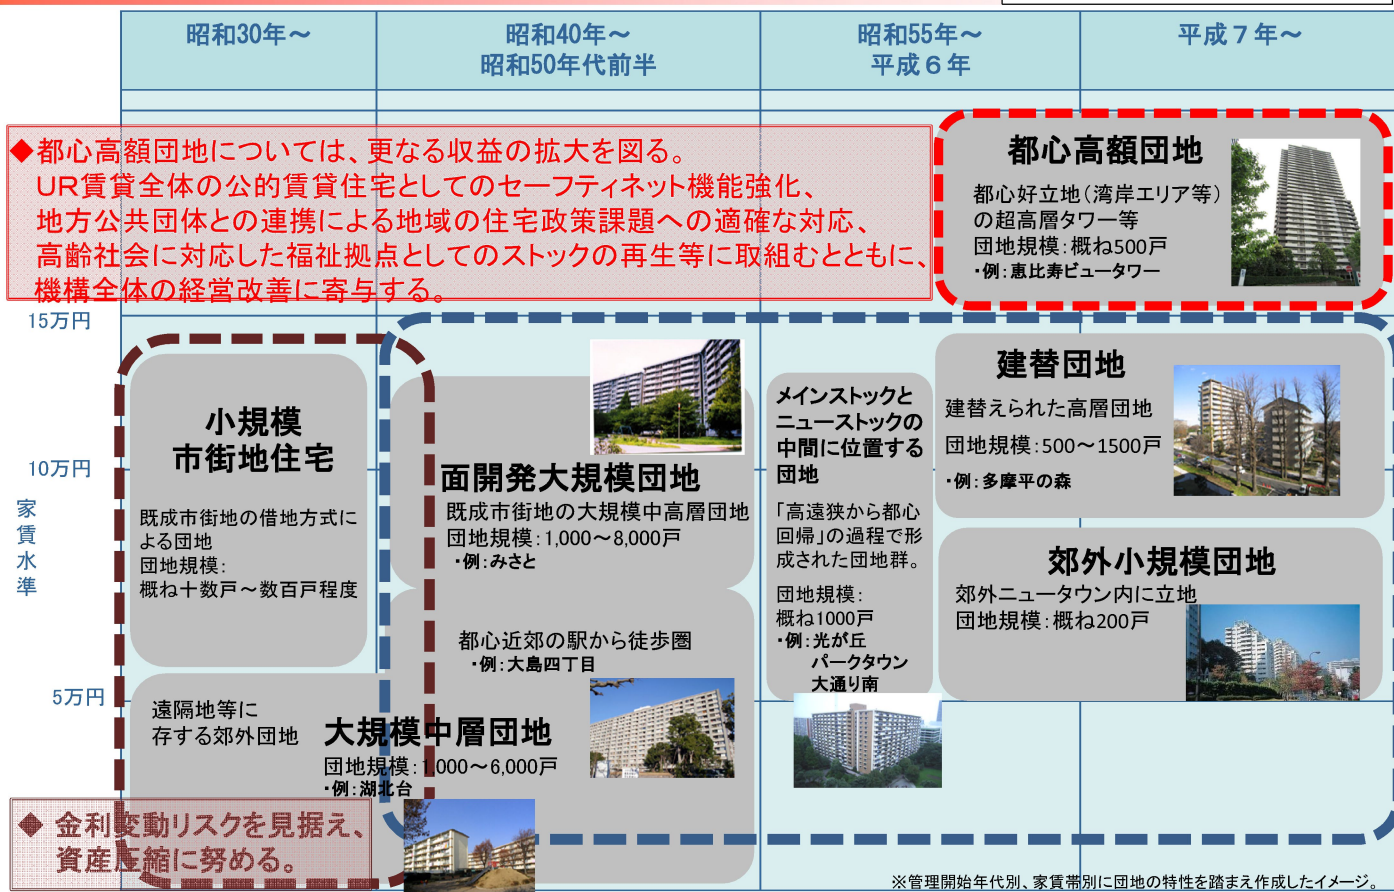 昭和30年～
昭和40年～
昭和50年代前半
昭和55年～
平成６年
平成７年～
◆都心高額団地については、更なる収益の拡大を図る。
UR賃貸全体の公的賃貸住宅としてのセーフティネット機能強化、
地方公共団体との連携による地域の住宅政策課題への適確な対応、
高齢社会に対応した福祉拠点としてのストックの再生等に取組むとともに、
機構全体の経営改善に寄与する。
都心高額団地
都心好立地（湾岸エリア等）
の超高層タワー等
団地規模：概ね500戸
・例：恵比寿ビュータワー
15万円
10万円
家賃水準
5万円
小規模
市街地住宅
既成市街地の借地方式に
よる団地
団地規模：
概ね十数戸～数百戸程度
面開発大規模団地
既成市街地の大規模中高層団地
団地規模：1,000～8,000戸
・例：みさと
メインストックと
ニューストックの
中間に位置する
団地
「高遠狭から都心
回帰」の過程で形
成された団地群。
団地規模：
概ね1000戸
・例：光が丘
パークタウン
大通り南
建替団地
建替えられた高層団地
団地規模：500～1500戸
・例：多摩平の森
郊外小規模団地
郊外ニュータウン内に立地
団地規模：概ね200戸
都心近郊の駅から徒歩圏
・例：大島四丁目
遠隔地等に
存する郊外団地
大規模中層団地
団地規模：1,000～6,000戸
・例：湖北台
◆ 金利変動リスクを見据え、
資産圧縮に努める。
※管理開始年代別、家賃帯別に団地の特性を踏まえ作成したイメージ。